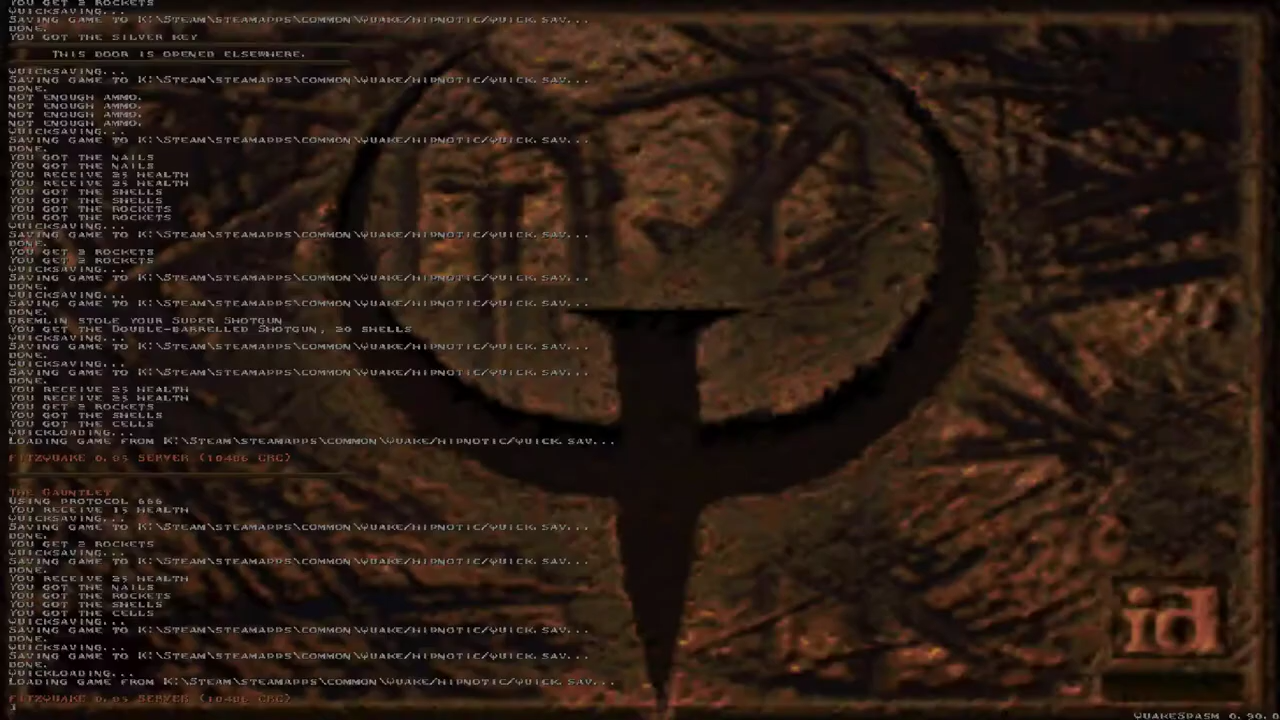 YOU GET 2 ROCKETS
QUICKSAVING...
SAVING GAME TO K:\STEAM\STEAMAPPS\COMMON\QUAKE/HIPNOTIC/QUICK.SAV...
DONE.
YOU GOT THE SILVER KEY
THIS DOOR IS OPENED ELSEWHERE.
QUICKSAVING...
SAVING GAME TO K:\STEAM\STEAMAPPS\COMMON\QUAKE/HIPNOTIC/QUICK.SAV...
DONE.
NOT ENOUGH AMMO.
NOT ENOUGH AMMO.
NOT ENOUGH AMMO.
NOT ENOUGH AMMO.
QUICKSAVING...
SAVING GAME TO K:\STEAM\STEAMAPPS\COMMON\QUAKE/HIPNOTIC/QUICK.SAV...
DONE.
YOU GOT THE NAILS
YOU GOT THE NAILS
YOU RECEIVE 25 HEALTH
YOU RECEIVE 25 HEALTH
YOU GOT THE SHELLS
YOU GOT THE SHELLS
YOU GOT THE ROCKETS
YOU GOT THE ROCKETS
QUICKSAVING...
SAVING GAME TO K:\STEAM\STEAMAPPS\COMMON\QUAKE/HIPNOTIC/QUICK.SAV...
DONE.
YOU GET 2 ROCKETS
YOU GET 2 ROCKETS
QUICKSAVING...
SAVING GAME TO K:\STEAM\STEAMAPPS\COMMON\QUAKE/HIPNOTIC/QUICK.SAV...
DONE.
QUICKSAVING...
SAVING GAME TO K:\STEAM\STEAMAPPS\COMMON\QUAKE/HIPNOTIC/QUICK.SAV...
DONE.
GREMLIN STOLE YOUR SUPER SHOTGUN
YOU GET THE DOUBLE-BARRELLED SHOTGUN, 20 SHELLS
QUICKSAVING...
SAVING GAME TO K:\STEAM\STEAMAPPS\COMMON\QUAKE/HIPNOTIC/QUICK.SAV...
DONE.
QUICKSAVING...
SAVING GAME TO K:\STEAM\STEAMAPPS\COMMON\QUAKE/HIPNOTIC/QUICK.SAV...
DONE.
YOU RECEIVE 25 HEALTH
YOU RECEIVE 25 HEALTH
YOU GET 2 ROCKETS
YOU GOT THE SHELLS
YOU GOT THE CELLS
QUICKLOADING...
LOADING GAME FROM K:\STEAM\STEAMAPPS\COMMON\QUAKE/HIPNOTIC/QUICK.SAV...
FITZQUAKE 0.85 SERVER (10486 CRC)
THE GAUNTLET
USING PROTOCOL 666
YOU RECEIVE 15 HEALTH
QUICKSAVING...
SAVING GAME TO K:\STEAM\STEAMAPPS\COMMON\QUAKE/HIPNOTIC/QUICK.SAV...
DONE.
YOU GET 2 ROCKETS
QUICKSAVING...
SAVING GAME TO K:\STEAM\STEAMAPPS\COMMON\QUAKE/HIPNOTIC/QUICK.SAV...
DONE.
YOU RECEIVE 25 HEALTH
YOU GOT THE NAILS
YOU GOT THE ROCKETS
YOU GOT THE SHELLS
YOU GOT THE CELLS
QUICKSAVING...
SAVING GAME TO K:\STEAM\STEAMAPPS\COMMON\QUAKE/HIPNOTIC/QUICK.SAV...
DONE.
QUICKSAVING...
SAVING GAME TO K:\STEAM\STEAMAPPS\COMMON\QUAKE/HIPNOTIC/QUICK.SAV...
DONE.
QUICKLOADING...
LOADING GAME FROM K:\STEAM\STEAMAPPS\COMMON\QUAKE/HIPNOTIC/QUICK.SAV...
FITZQUAKE 0.85 SERVER (10486 CRC)
]
id
QUAKESPASM 0.90.0